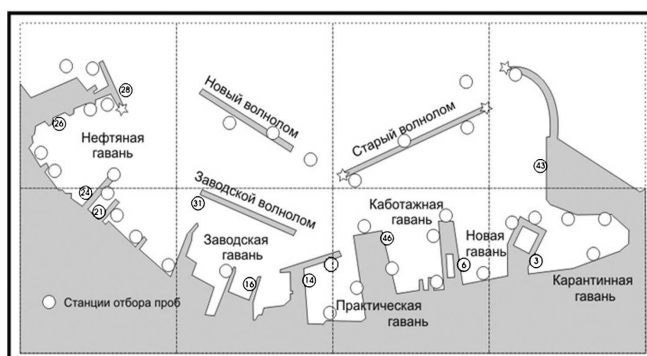 28
Новый волнолом
Старый волнолом
26
Нефтяная
гавань
43
24
21
31
Заводской волнолом
Заводская
гавань
Каботажная
гавань
46
Новая
гавань
6
3
16
14
Практическая
гавань
Карантинная
гавань
Станции отбора проб